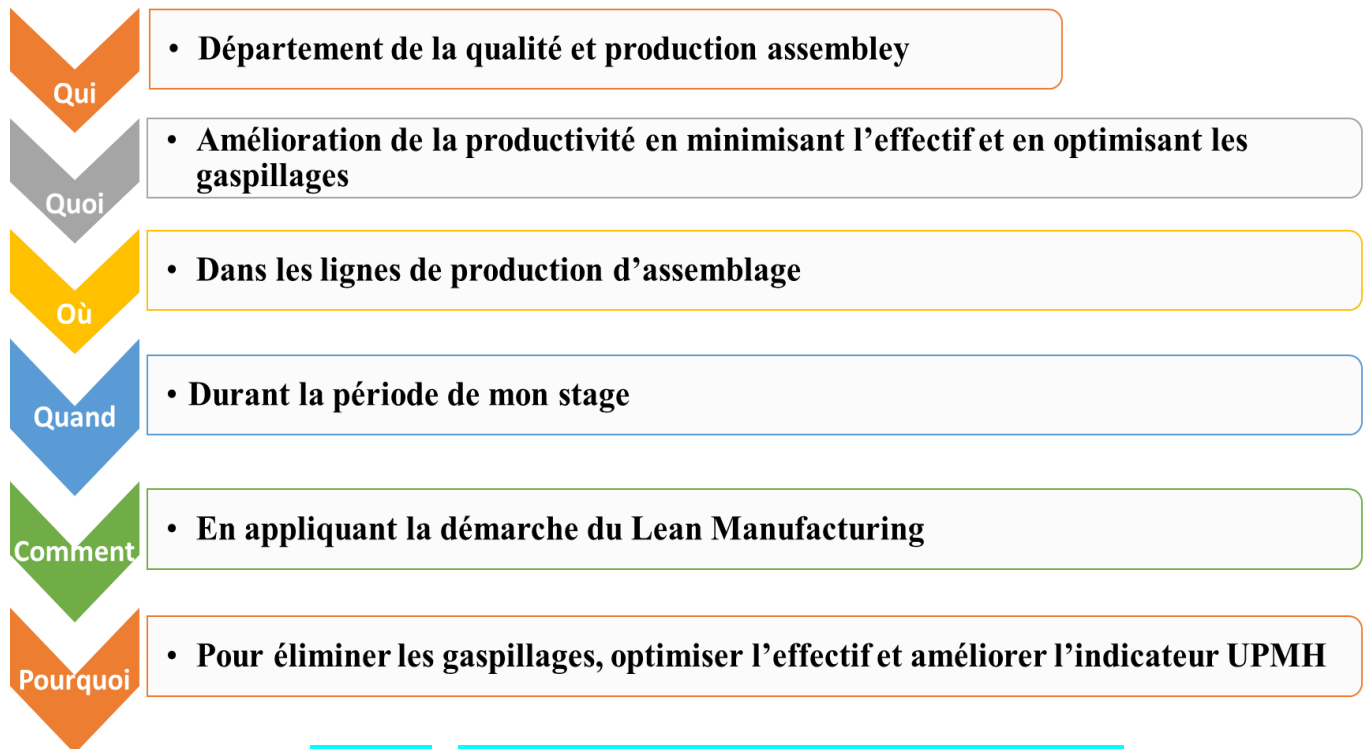 Qui
• Département de la qualité et production assembley
Quoi
• Amélioration de la productivité en minimisant l’effectif et en optimisant les
gaspillages
Où
• Dans les lignes de production d’assemblage
Quand
• Durant la période de mon stage
Comment
• En appliquant la démarche du Lean Manufacturing
Pourquoi
• Pour éliminer les gaspillages, optimiser l’effectif et améliorer l’indicateur UPMH